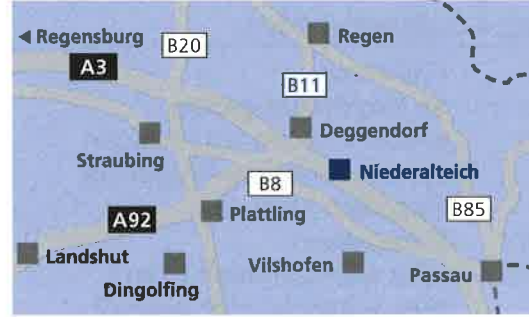 ◄ Regensburg
B20
Regen
A3
B11
Deggendorf
Straubing
Niederalteich
B8
A92
Plattling
B85
Landshut
Vilshofen
Passau
Dingolfing